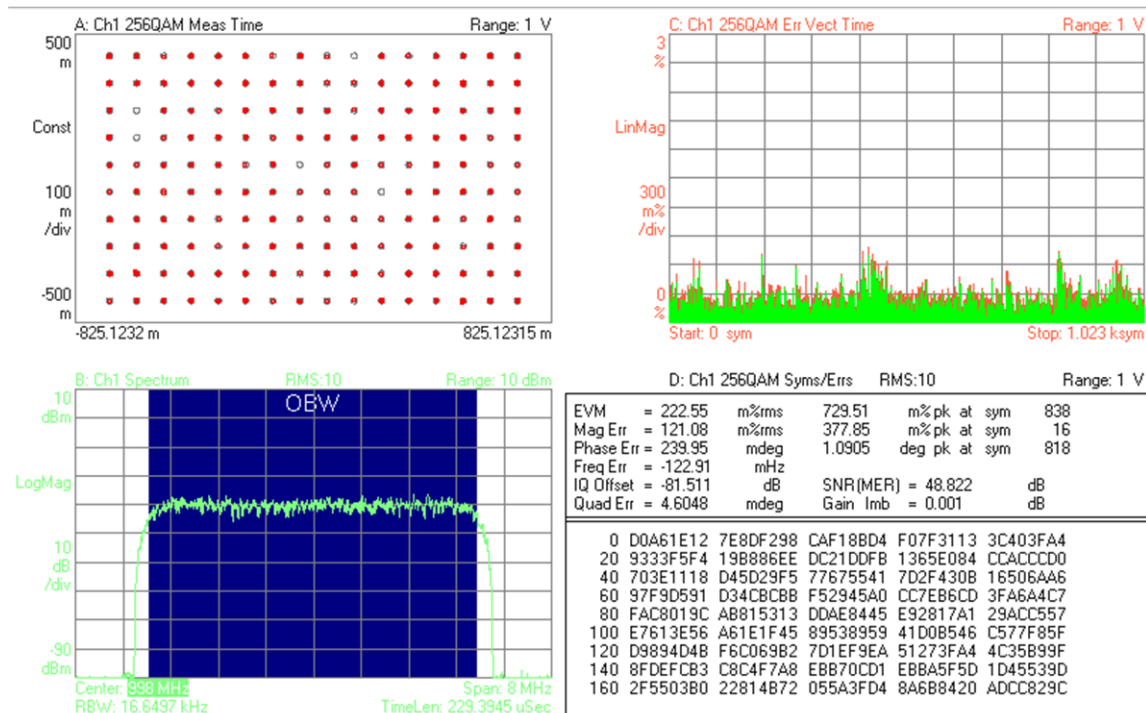 A: Ch1 256QAM Meas Time Range: 1 V
500
m
Const
100
m
/div
-500
m
-825.1232 m 825.12315 m
C: Ch1 256QAM Err Vect Time Range: 1 V
3
%
LinMag
300
m%
/div
0
%
Start: 0 sym Stop: 1.023 ksym
B: Ch1 Spectrum RMS:10 Range: 10 dBm
OBW
10
dBm
LogMag
10
dB
/div
-90
dBm
Center: 998 MHz Span: 8 MHz
RBW: 16.6497 kHz TimeLen: 229.3945 uSec
D: Ch1 256QAM Syms/Errs RMS:10 Range: 1 V
EVM = 222.55 m%rms 729.51 m% pk at sym 838
Mag Err = 121.08 m%rms 377.85 m% pk at sym 16
Phase Err = 239.95 mdeg 1.0905 deg pk at sym 818
Freq Err = -122.91 mHz
IQ Offset = -81.511 dB SNR(MER) = 48.822 dB
Quad Err = 4.6048 mdeg Gain Imb = 0.001 dB
0 D0A61E12 7E8DF298 CAF18BD4 F07F3113 3C403FA4
20 9333F5F4 19B886EE DC21DDFB 1365E084 CCACCCD0
40 703E1118 D45D29F5 77675541 7D2F430B 16506AA6
60 97F9D591 D34CBCBB F52945A0 CC7EB6CD 3FA6A4C7
80 FAC8019C AB815313 DDAE8445 E92817A1 29ACC557
100 E7613E56 A61E1F45 89538959 41D0B546 C577F85F
120 D9894D4B F6C069B2 7D1EF9EA 51273FA4 4C35B99F
140 8FDEFCB3 C8C4F7A8 EBB70CD1 EBBA5F5D 1D45539D
160 2F5503B0 22814B72 055A3FD4 8A6B8420 ADCC829C